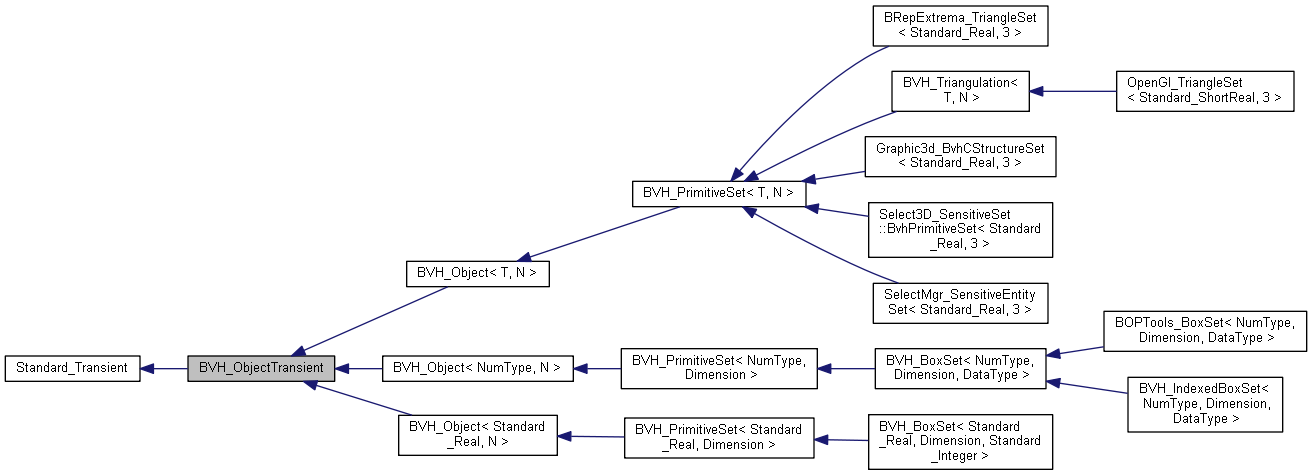 BRepExtrema_TriangleSet
< Standard_Real, 3 >
BVH_Triangulation<
T, N >
OpenGl_TriangleSet
< Standard_ShortReal, 3 >
Graphic3d_BvhCStructureSet
< Standard_Real, 3 >
BVH_PrimitiveSet< T, N >
Select3D_SensitiveSet
::BvhPrimitiveSet< Standard
_Real, 3 >
BVH_Object< T, N >
SelectMgr_SensitiveEntity
Set< Standard_Real, 3 >
BOPTools_BoxSet< NumType,
Dimension, DataType >
Standard_Transient
BVH_ObjectTransient
BVH_Object< NumType, N >
BVH_PrimitiveSet< NumType,
Dimension >
BVH_BoxSet< NumType,
Dimension, DataType >
BVH_IndexedBoxSet<
NumType, Dimension,
DataType >
BVH_Object< Standard
_Real, N >
BVH_PrimitiveSet< Standard
_Real, Dimension >
BVH_BoxSet< Standard
_Real, Dimension, Standard
_Integer >